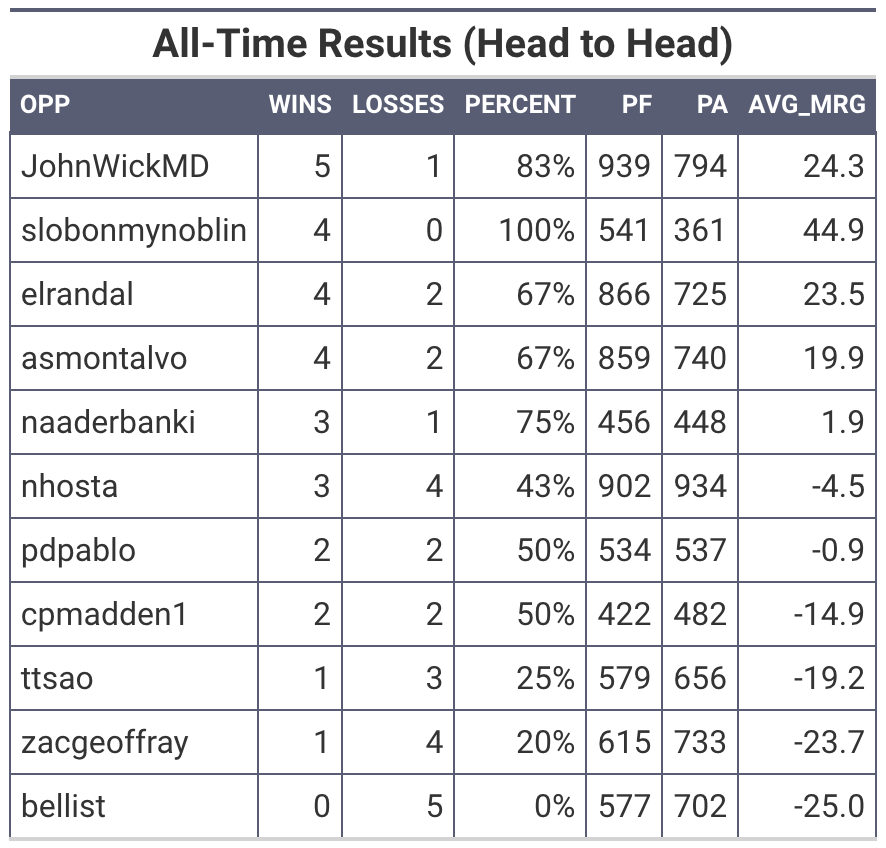 All-Time Results (Head to Head)
OPP WINS LOSSES PERCENT PF PA AVG_MRG
JohnWickMD 5 1 83% 939 794 24.3
slobonmynoblin 4 0 100% 541 361 44.9
elrandal 4 2 67% 866 725 23.5
asmontalvo 4 2 67% 859 740 19.9
naaderbanki 3 1 75% 456 448 1.9
nhosta 3 4 43% 902 934 -4.5
pdpablo 2 2 50% 534 537 -0.9
cpmadden1 2 2 50% 422 482 -14.9
ttsao 1 3 25% 579 656 -19.2
zacgeoffray 1 4 20% 615 733 -23.7
bellist 0 5 0% 577 702 -25.0